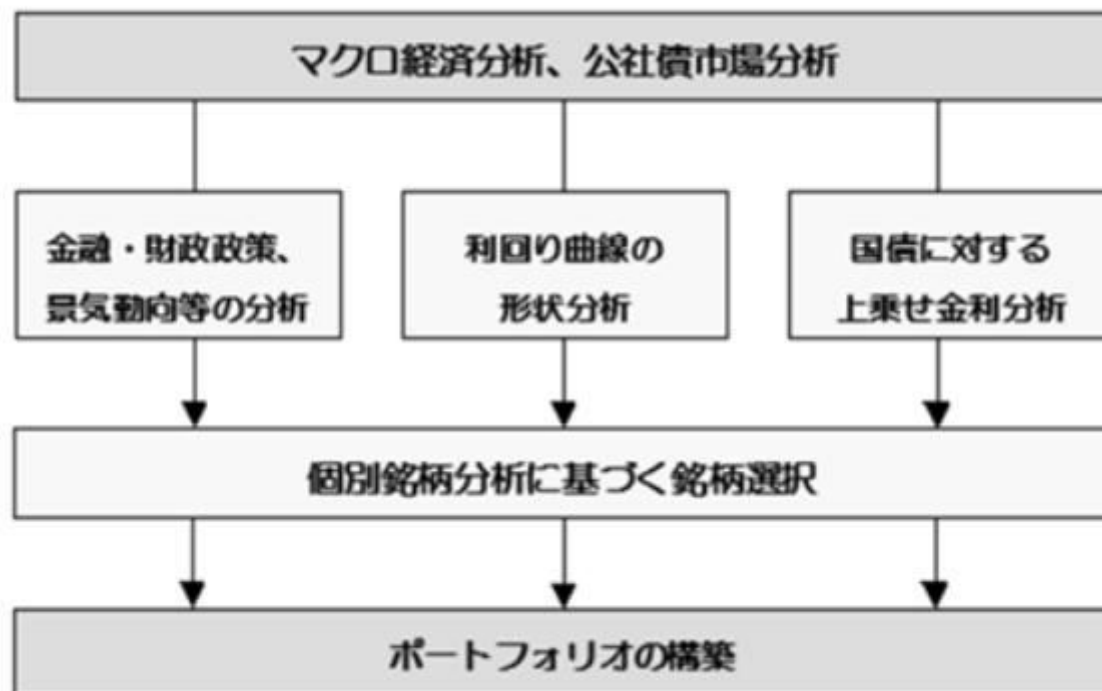 マクロ経済分析、公社債市場分析
金融・財政政策、
景気動向等の分析
利回り曲線の
形状分析
国債に対する
上乗せ金利分析
個別銘柄分析に基づく銘柄選択
ポートフォリオの構築